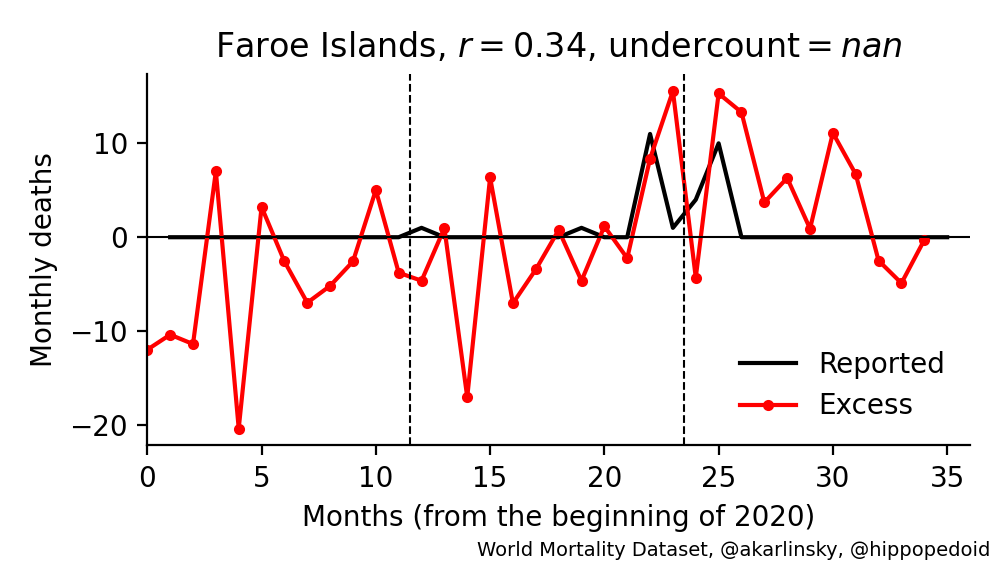 Faroe Islands, r = 0.34, undercount = nan
Monthly deaths
10
0
−10
−20
Reported
Excess
0 5 10 15 20 25 30 35
Months (from the beginning of 2020)
World Mortality Dataset, @akarlinsky, @hippopedoid